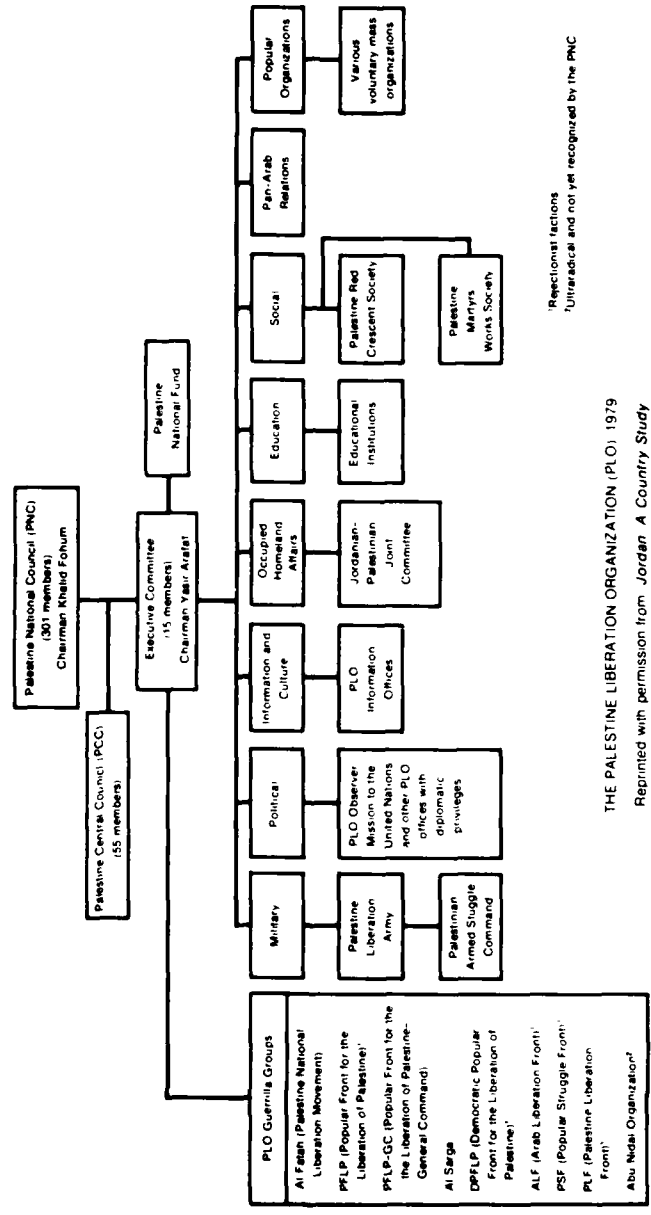 Palestine National Council (PNC)
(301 members)
Chairman Khalid Fohum
Palestine Central Council (PCC)
(55 members)
Executive Committee
(15 members)
Chairman Yasir Arafat
Palestine
National Fund
PLO Guerrilla Groups
Al Fatah (Palestine National
Liberation Movement)
PFLP (Popular Front for the
Liberation of Palestine)¹
PFLP-GC (Popular Front for the
the Liberation of Palestine-
General Command)
Al Sarga
DPFLP (Democratic Popular
Front for the Liberation of
Palestine)¹
ALF (Arab Liberation Front)¹
PSF (Popular Struggle Front)¹
PLF (Palestine Liberation
Front)¹
Abu Nidal Organization²
Military
Palestine
Liberation
Army
Palestinian
Armed Stuggle
Command
Political
PLO Observer
Mission to the
United Nations
and other PLO
offices with
diplomatic
privileges
Information and
Culture
PLO
Information
Offices
Occupied
Homeland
Affairs
Jordanian-
Palestinian
Joint
Committee
Education
Educational
Institutions
Social
Palestine Red
Crescent Society
Palestine
Martyrs
Works Society
Pan-Arab
Relations
Popular
Organizations
Various
voluntary mass
organizations
¹Rejectionist factions
²Ultraradical and not yet recognized by the PNC
THE PALESTINE LIBERATION ORGANIZATION (PLO) 1979
Reprinted with permission from Jordan A Country Study